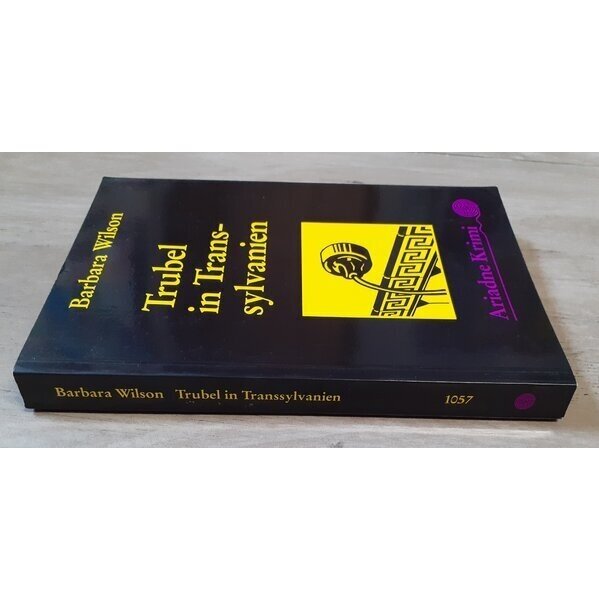 Barbara Wilson
Trubel
in Trans-
sylvanien
Ariadne Krimi
Barbara Wilson Trubel in Transsylvanien 1057